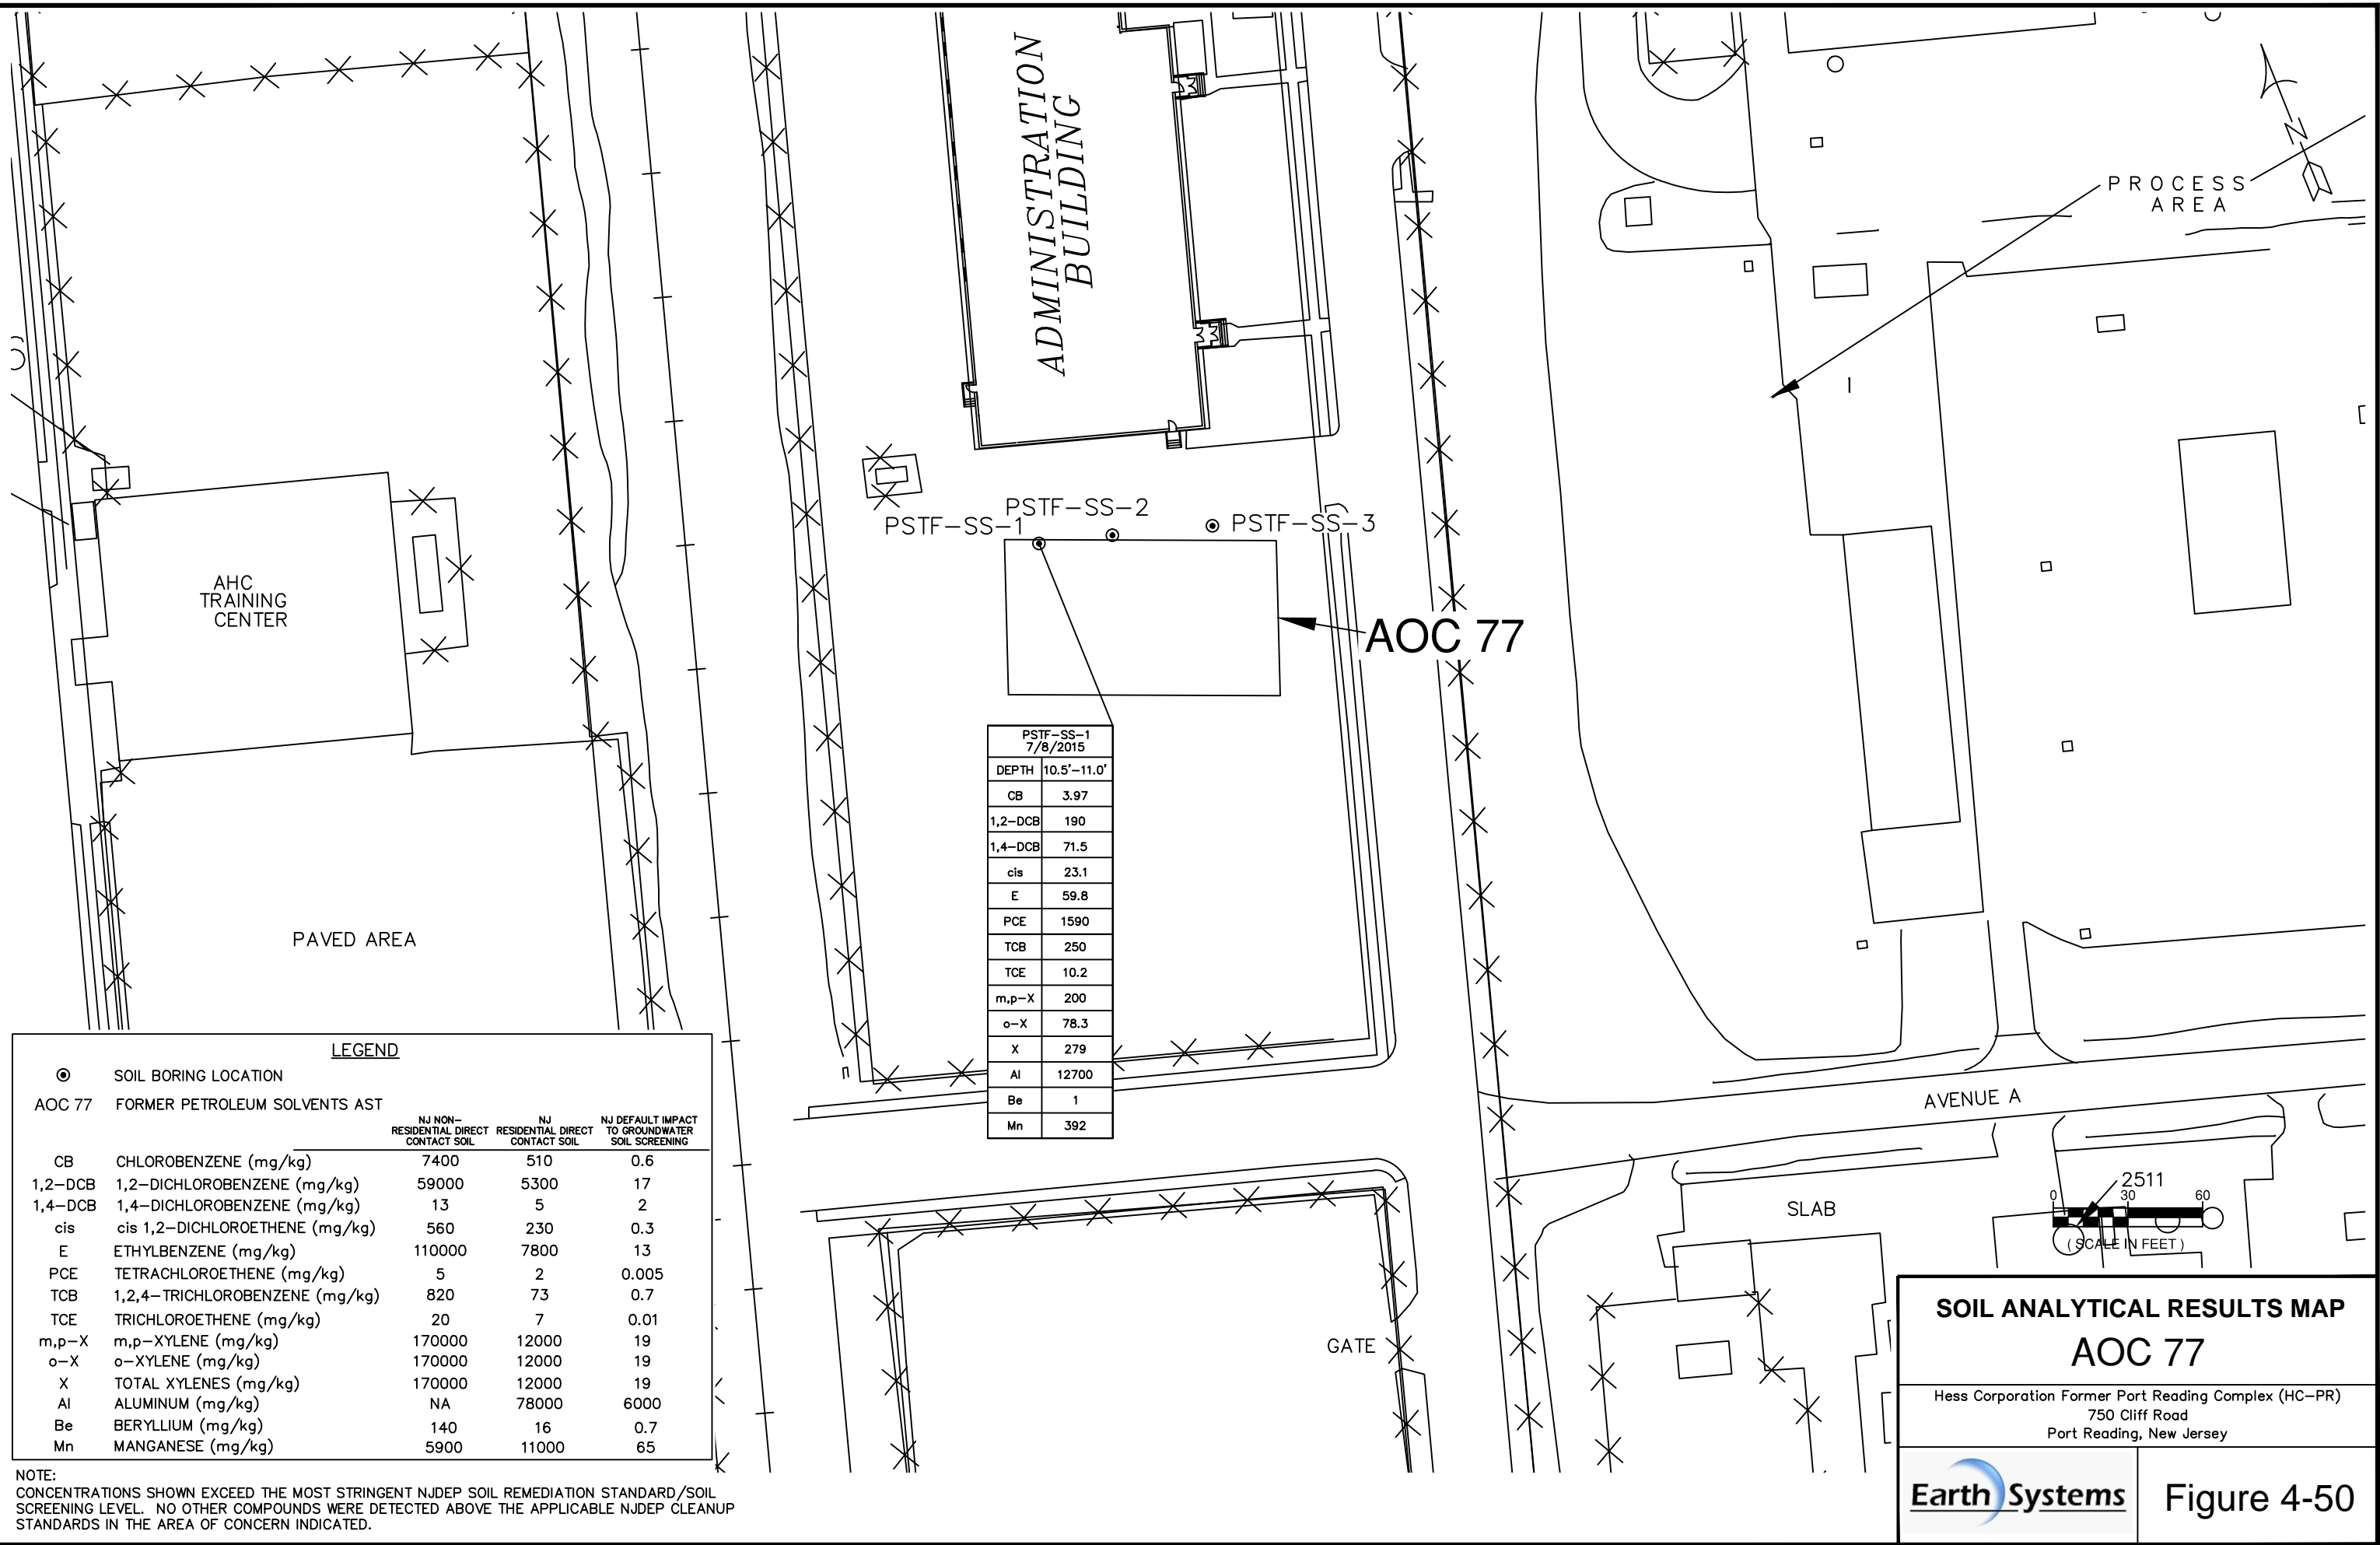 ADMINISTRATION
BUILDING
N
PROCESS
AREA
PSTF-SS-1
PSTF-SS-2
PSTF-SS-3
AHC
TRAINING
CENTER
AOC 77
PAVED AREA
PSTF-SS-1
7/8/2015
DEPTH 10.5'-11.0'
CB 3.97
1,2-DCB 190
1,4-DCB 71.5
cis 23.1
E 59.8
PCE 1590
TCB 250
TCE 10.2
m,p-X 200
o-X 78.3
X 279
Al 12700
Be 1
Mn 392
AVENUE A
SLAB
2511
0 30 60
( SCALE IN FEET )
GATE
LEGEND
SOIL BORING LOCATION
AOC 77 FORMER PETROLEUM SOLVENTS AST
NJ NON- NJ NJ DEFAULT IMPACT
RESIDENTIAL DIRECT RESIDENTIAL DIRECT TO GROUNDWATER
CONTACT SOIL CONTACT SOIL SOIL SCREENING
CB CHLOROBENZENE (mg/kg) 7400 510 0.6
1,2-DCB 1,2-DICHLOROBENZENE (mg/kg) 59000 5300 17
1,4-DCB 1,4-DICHLOROBENZENE (mg/kg) 13 5 2
cis cis 1,2-DICHLOROETHENE (mg/kg) 560 230 0.3
E ETHYLBENZENE (mg/kg) 110000 7800 13
PCE TETRACHLOROETHENE (mg/kg) 5 2 0.005
TCB 1,2,4-TRICHLOROBENZENE (mg/kg) 820 73 0.7
TCE TRICHLOROETHENE (mg/kg) 20 7 0.01
m,p-X m,p-XYLENE (mg/kg) 170000 12000 19
o-X o-XYLENE (mg/kg) 170000 12000 19
X TOTAL XYLENES (mg/kg) 170000 12000 19
Al ALUMINUM (mg/kg) NA 78000 6000
Be BERYLLIUM (mg/kg) 140 16 0.7
Mn MANGANESE (mg/kg) 5900 11000 65
NOTE:
CONCENTRATIONS SHOWN EXCEED THE MOST STRINGENT NJDEP SOIL REMEDIATION STANDARD/SOIL
SCREENING LEVEL. NO OTHER COMPOUNDS WERE DETECTED ABOVE THE APPLICABLE NJDEP CLEANUP
STANDARDS IN THE AREA OF CONCERN INDICATED.
SOIL ANALYTICAL RESULTS MAP
AOC 77
Hess Corporation Former Port Reading Complex (HC-PR)
750 Cliff Road
Port Reading, New Jersey
Earth Systems
Figure 4-50